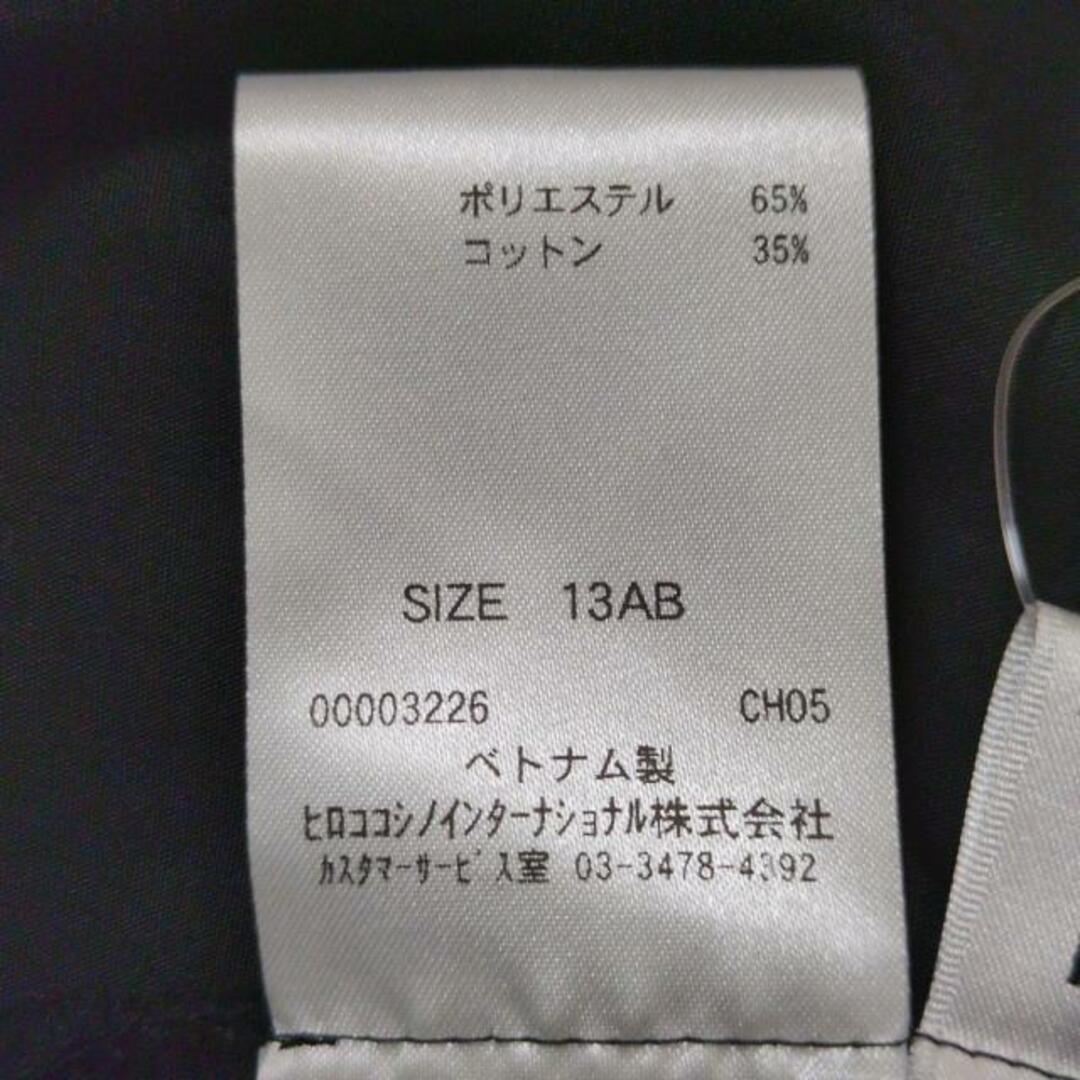 ポリエステル 65%
コットン 35%
SIZE 13AB
00003226 CH05
ベトナム製
ﾋﾛｺｺｼﾉｲﾝﾀｰﾅｼｮﾅﾙ株式会社
ｶｽﾀﾏｰｻｰﾋﾞｽ室 03-3478-4392